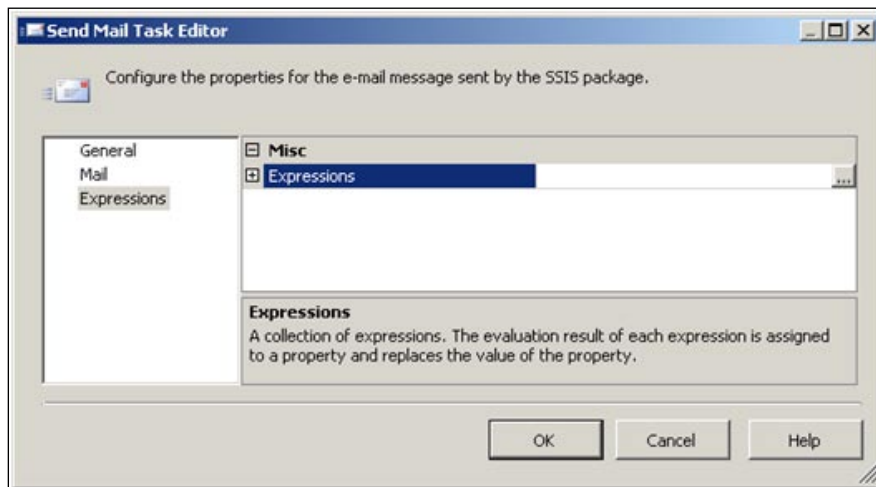 Send Mail Task Editor
Configure the properties for the e-mail message sent by the SSIS package.
General
Mail
Expressions
Misc
Expressions
...
Expressions
A collection of expressions. The evaluation result of each expression is assigned
to a property and replaces the value of the property.
OK
Cancel
Help